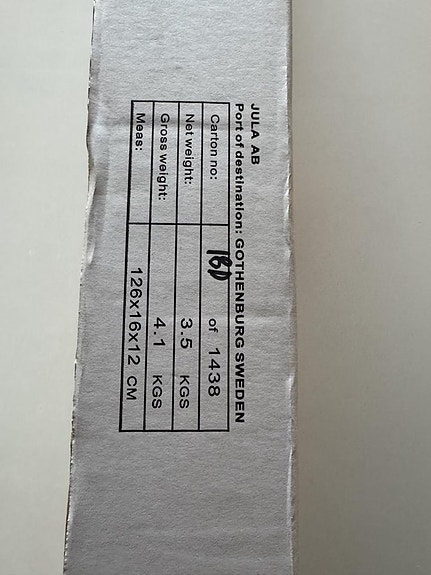 JULA AB
Port of destination: GOTHENBURG SWEDEN
Carton no: of 1438
Net weight: 3.5 KGS
Gross weight: 4.1 KGS
Meas: 126x16x12 CM